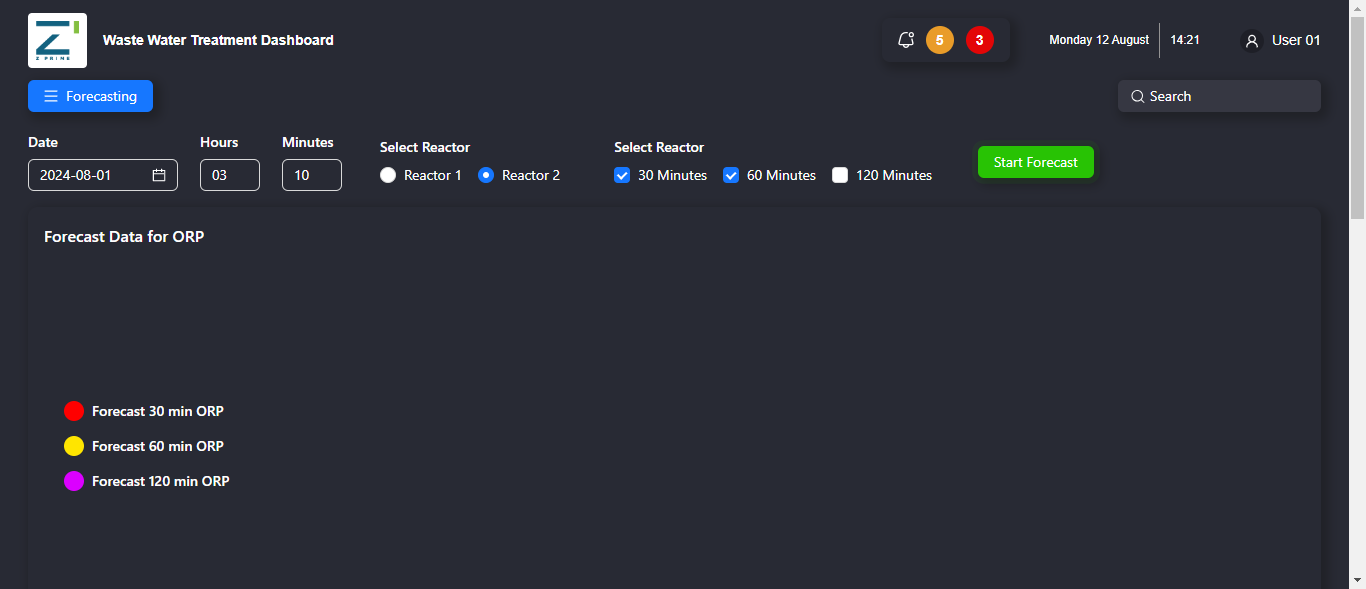 Z PRIME
Waste Water Treatment Dashboard
5
3
Monday 12 August
14:21
User 01
Forecasting
Search
Date
Hours
Minutes
Select Reactor
Select Reactor
2024-08-01
03
10
Reactor 1
Reactor 2
30 Minutes
60 Minutes
120 Minutes
Start Forecast
Forecast Data for ORP
Forecast 30 min ORP
Forecast 60 min ORP
Forecast 120 min ORP